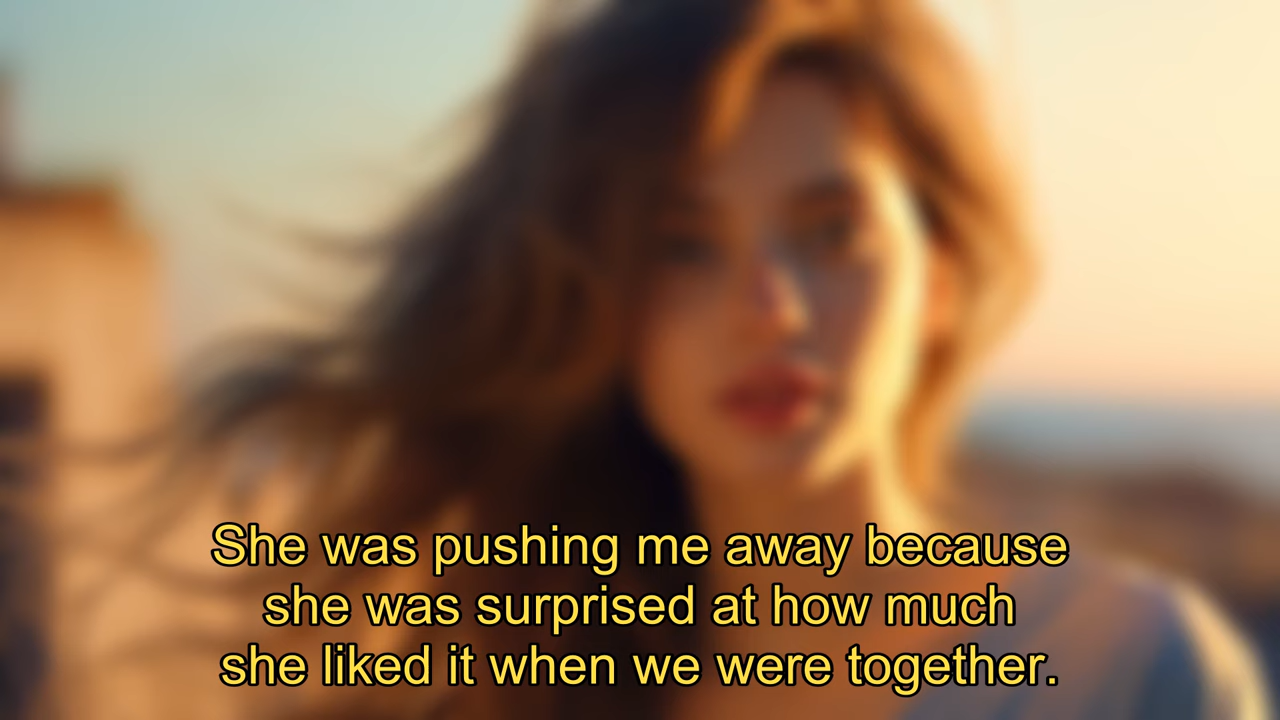 She was pushing me away because
she was surprised at how much
she liked it when we were together.